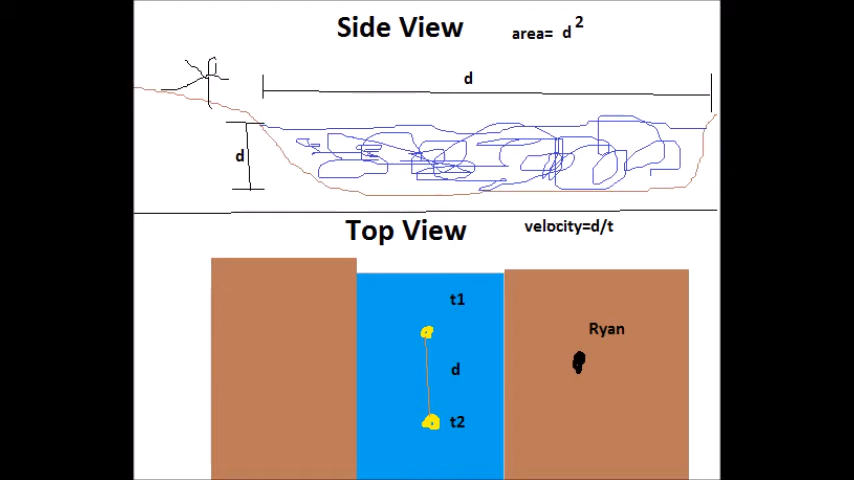 Side View
area= d 2
d
d
Top View
velocity=d/t
t1
Ryan
d
t2